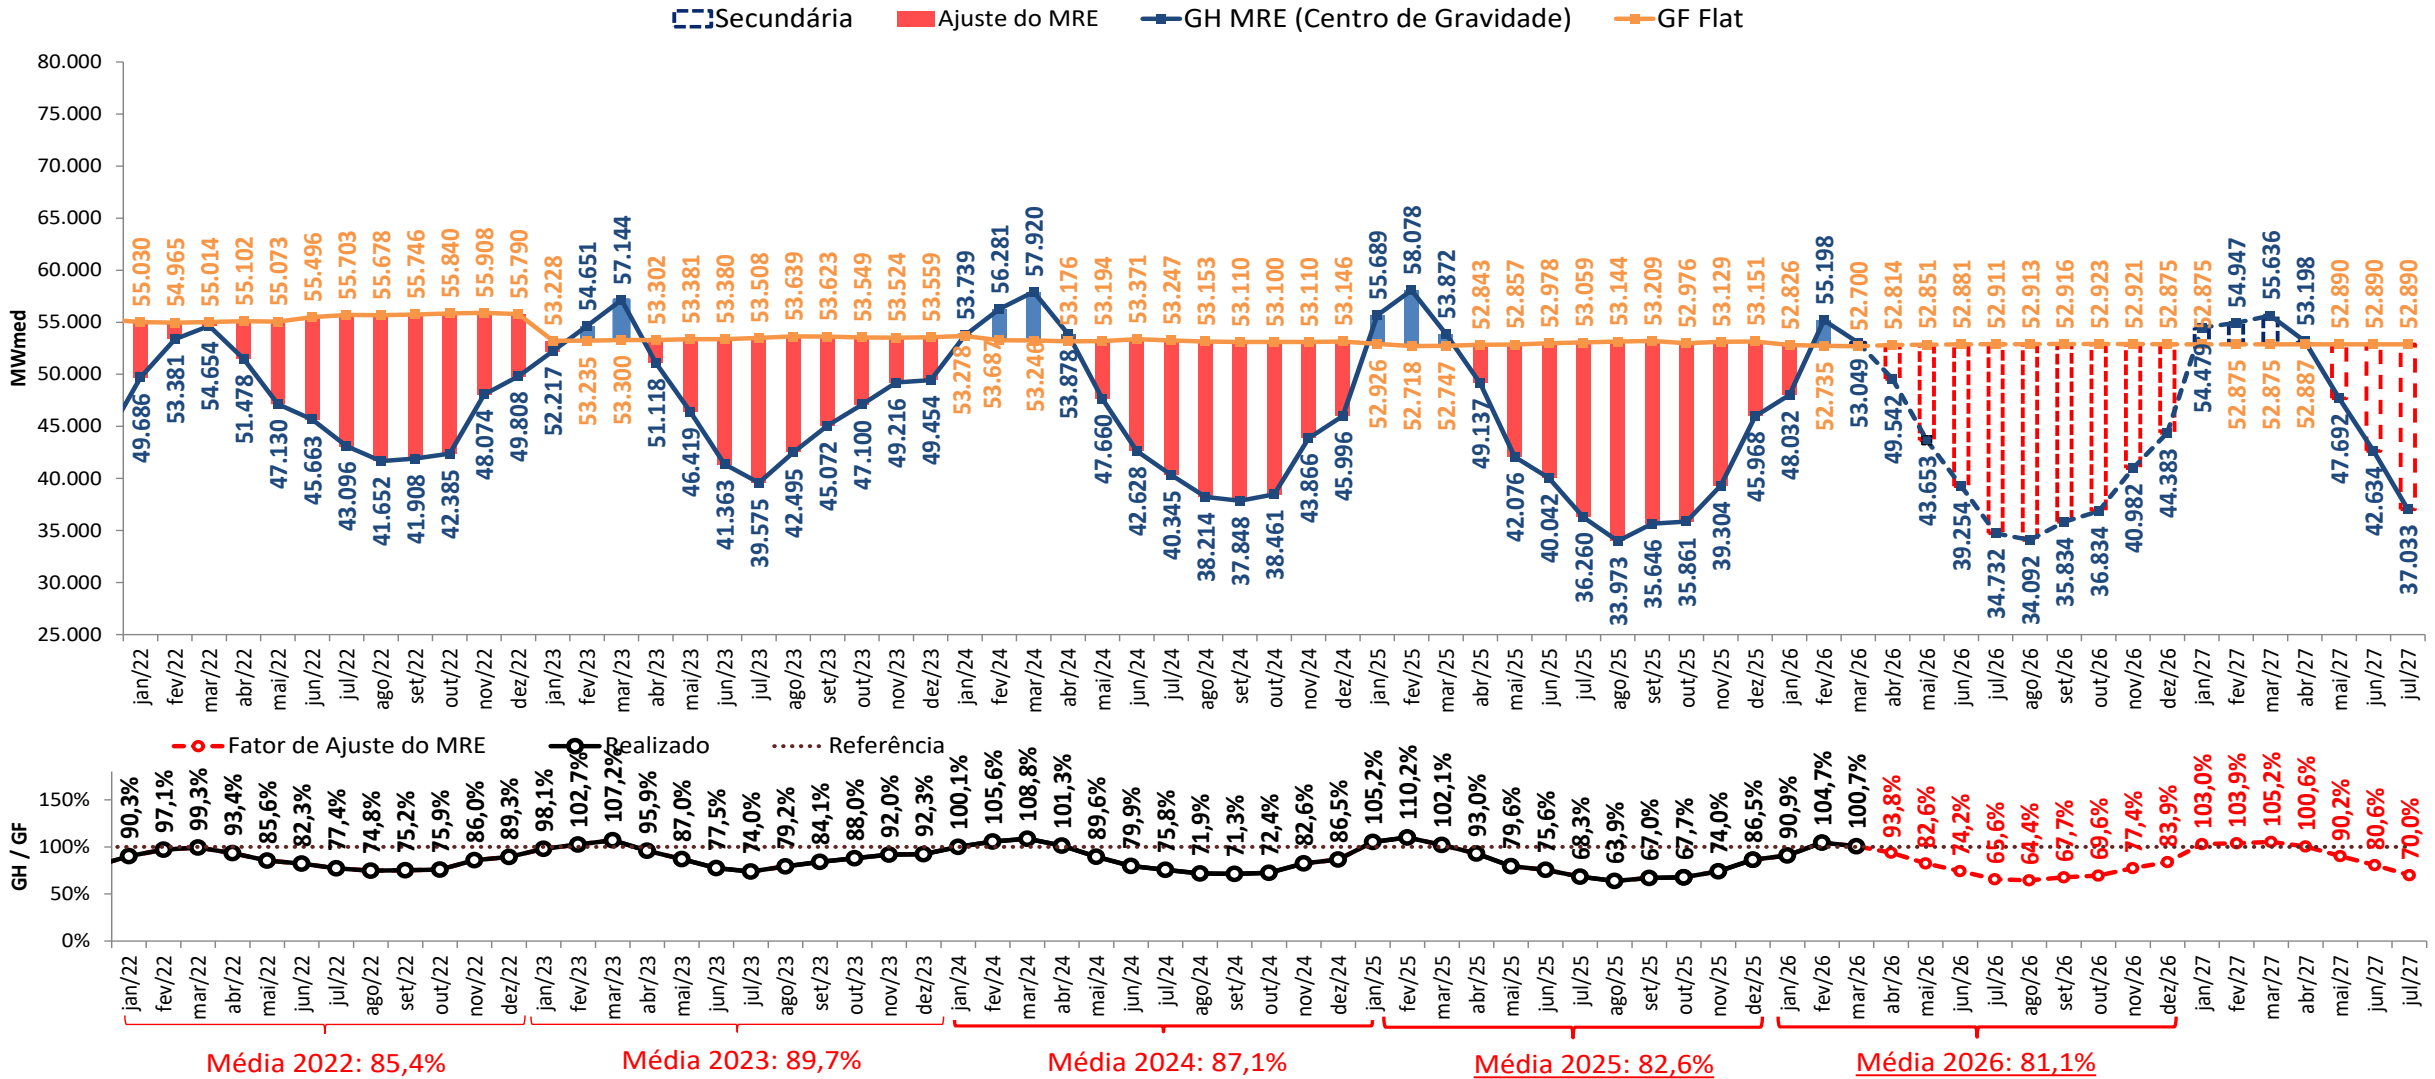 Secundária Ajuste do MRE GH MRE (Centro de Gravidade) GF Flat
MWmed
80.000
75.000
70.000
65.000
60.000
55.000
50.000
45.000
40.000
35.000
30.000
25.000
55.030 54.965 55.014 55.102 55.073 55.496 55.703 55.678 55.746 55.840 55.908 55.790 53.228 54.651 57.144 53.302 53.381 53.380 53.508 53.639 53.623 53.549 53.524 53.559 53.739 56.281 57.920 53.176 53.194 53.371 53.247 53.153 53.110 53.100 53.110 53.146 55.689 58.078 53.872 52.843 52.857 52.978 53.059 53.144 53.209 52.976 53.129 53.151 52.826 55.198 52.700 52.814 52.851 52.881 52.911 52.913 52.916 52.923 52.921 52.875 52.875 54.947 55.636 53.198 52.890 52.890 52.890
49.686 53.381 54.654 51.478 47.130 45.663 43.096 41.652 41.908 42.385 48.074 49.808 52.217 53.235 53.300 51.118 46.419 41.363 39.575 42.495 45.072 47.100 49.216 49.454 53.278 53.687 53.246 53.878 47.660 42.628 40.345 38.214 37.848 38.461 43.866 45.996 52.926 52.718 52.747 49.137 42.076 40.042 36.260 33.973 35.646 35.861 39.304 45.968 48.032 52.735 53.049 49.542 43.653 39.254 34.732 34.092 35.834 36.834 40.982 44.383 54.479 52.875 52.875 52.887 47.692 42.634 37.033
jan/22 fev/22 mar/22 abr/22 mai/22 jun/22 jul/22 ago/22 set/22 out/22 nov/22 dez/22 jan/23 fev/23 mar/23 abr/23 mai/23 jun/23 jul/23 ago/23 set/23 out/23 nov/23 dez/23 jan/24 fev/24 mar/24 abr/24 mai/24 jun/24 jul/24 ago/24 set/24 out/24 nov/24 dez/24 jan/25 fev/25 mar/25 abr/25 mai/25 jun/25 jul/25 ago/25 set/25 out/25 nov/25 dez/25 jan/26 fev/26 mar/26 abr/26 mai/26 jun/26 jul/26 ago/26 set/26 out/26 nov/26 dez/26 jan/27 fev/27 mar/27 abr/27 mai/27 jun/27 jul/27
Fator de Ajuste do MRE Realizado Referência
GH / GF
150%
100%
50%
0%
90,3% 97,1% 99,3% 93,4% 85,6% 82,3% 77,4% 74,8% 75,2% 75,9% 86,0% 89,3% 98,1% 102,7% 107,2% 95,9% 87,0% 77,5% 74,0% 79,2% 84,1% 88,0% 92,0% 92,3% 100,1% 105,6% 108,8% 101,3% 89,6% 79,9% 75,8% 71,9% 71,3% 72,4% 82,6% 86,5% 105,2% 110,2% 102,1% 93,0% 79,6% 75,6% 68,3% 63,9% 67,0% 67,7% 74,0% 86,5% 90,9% 104,7% 100,7% 93,8% 82,6% 74,2% 65,6% 64,4% 67,7% 69,6% 77,4% 83,9% 103,0% 103,9% 105,2% 100,6% 90,2% 80,6% 70,0%
jan/22 fev/22 mar/22 abr/22 mai/22 jun/22 jul/22 ago/22 set/22 out/22 nov/22 dez/22 jan/23 fev/23 mar/23 abr/23 mai/23 jun/23 jul/23 ago/23 set/23 out/23 nov/23 dez/23 jan/24 fev/24 mar/24 abr/24 mai/24 jun/24 jul/24 ago/24 set/24 out/24 nov/24 dez/24 jan/25 fev/25 mar/25 abr/25 mai/25 jun/25 jul/25 ago/25 set/25 out/25 nov/25 dez/25 jan/26 fev/26 mar/26 abr/26 mai/26 jun/26 jul/26 ago/26 set/26 out/26 nov/26 dez/26 jan/27 fev/27 mar/27 abr/27 mai/27 jun/27 jul/27
Média 2022: 85,4% Média 2023: 89,7% Média 2024: 87,1% Média 2025: 82,6% Média 2026: 81,1%